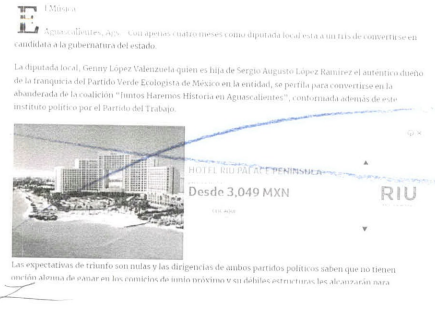 El Música
Aguascalientes, Ags.- Con apenas cuatro meses como diputada local está a un tris de convertirse en
candidata a la gubernatura del estado.
La diputada local, Genny López Valenzuela quien es hija de Sergio Augusto López Ramírez el auténtico dueño
de la franquicia del Partido Verde Ecologista de México en la entidad, se perfila para convertirse en la
abanderada de la coalición "Juntos Haremos Historia en Aguascalientes", conformada además de este
instituto político por el Partido del Trabajo.
HOTEL RIU PALACE PENINSULA
Desde 3,049 MXN
RIU
Las expectativas de triunfo son nulas y las dirigencias de ambos partidos políticos saben que no tienen
opción alguna de ganar en los comicios de junio próximo y su débiles estructuras les alcanzarán para